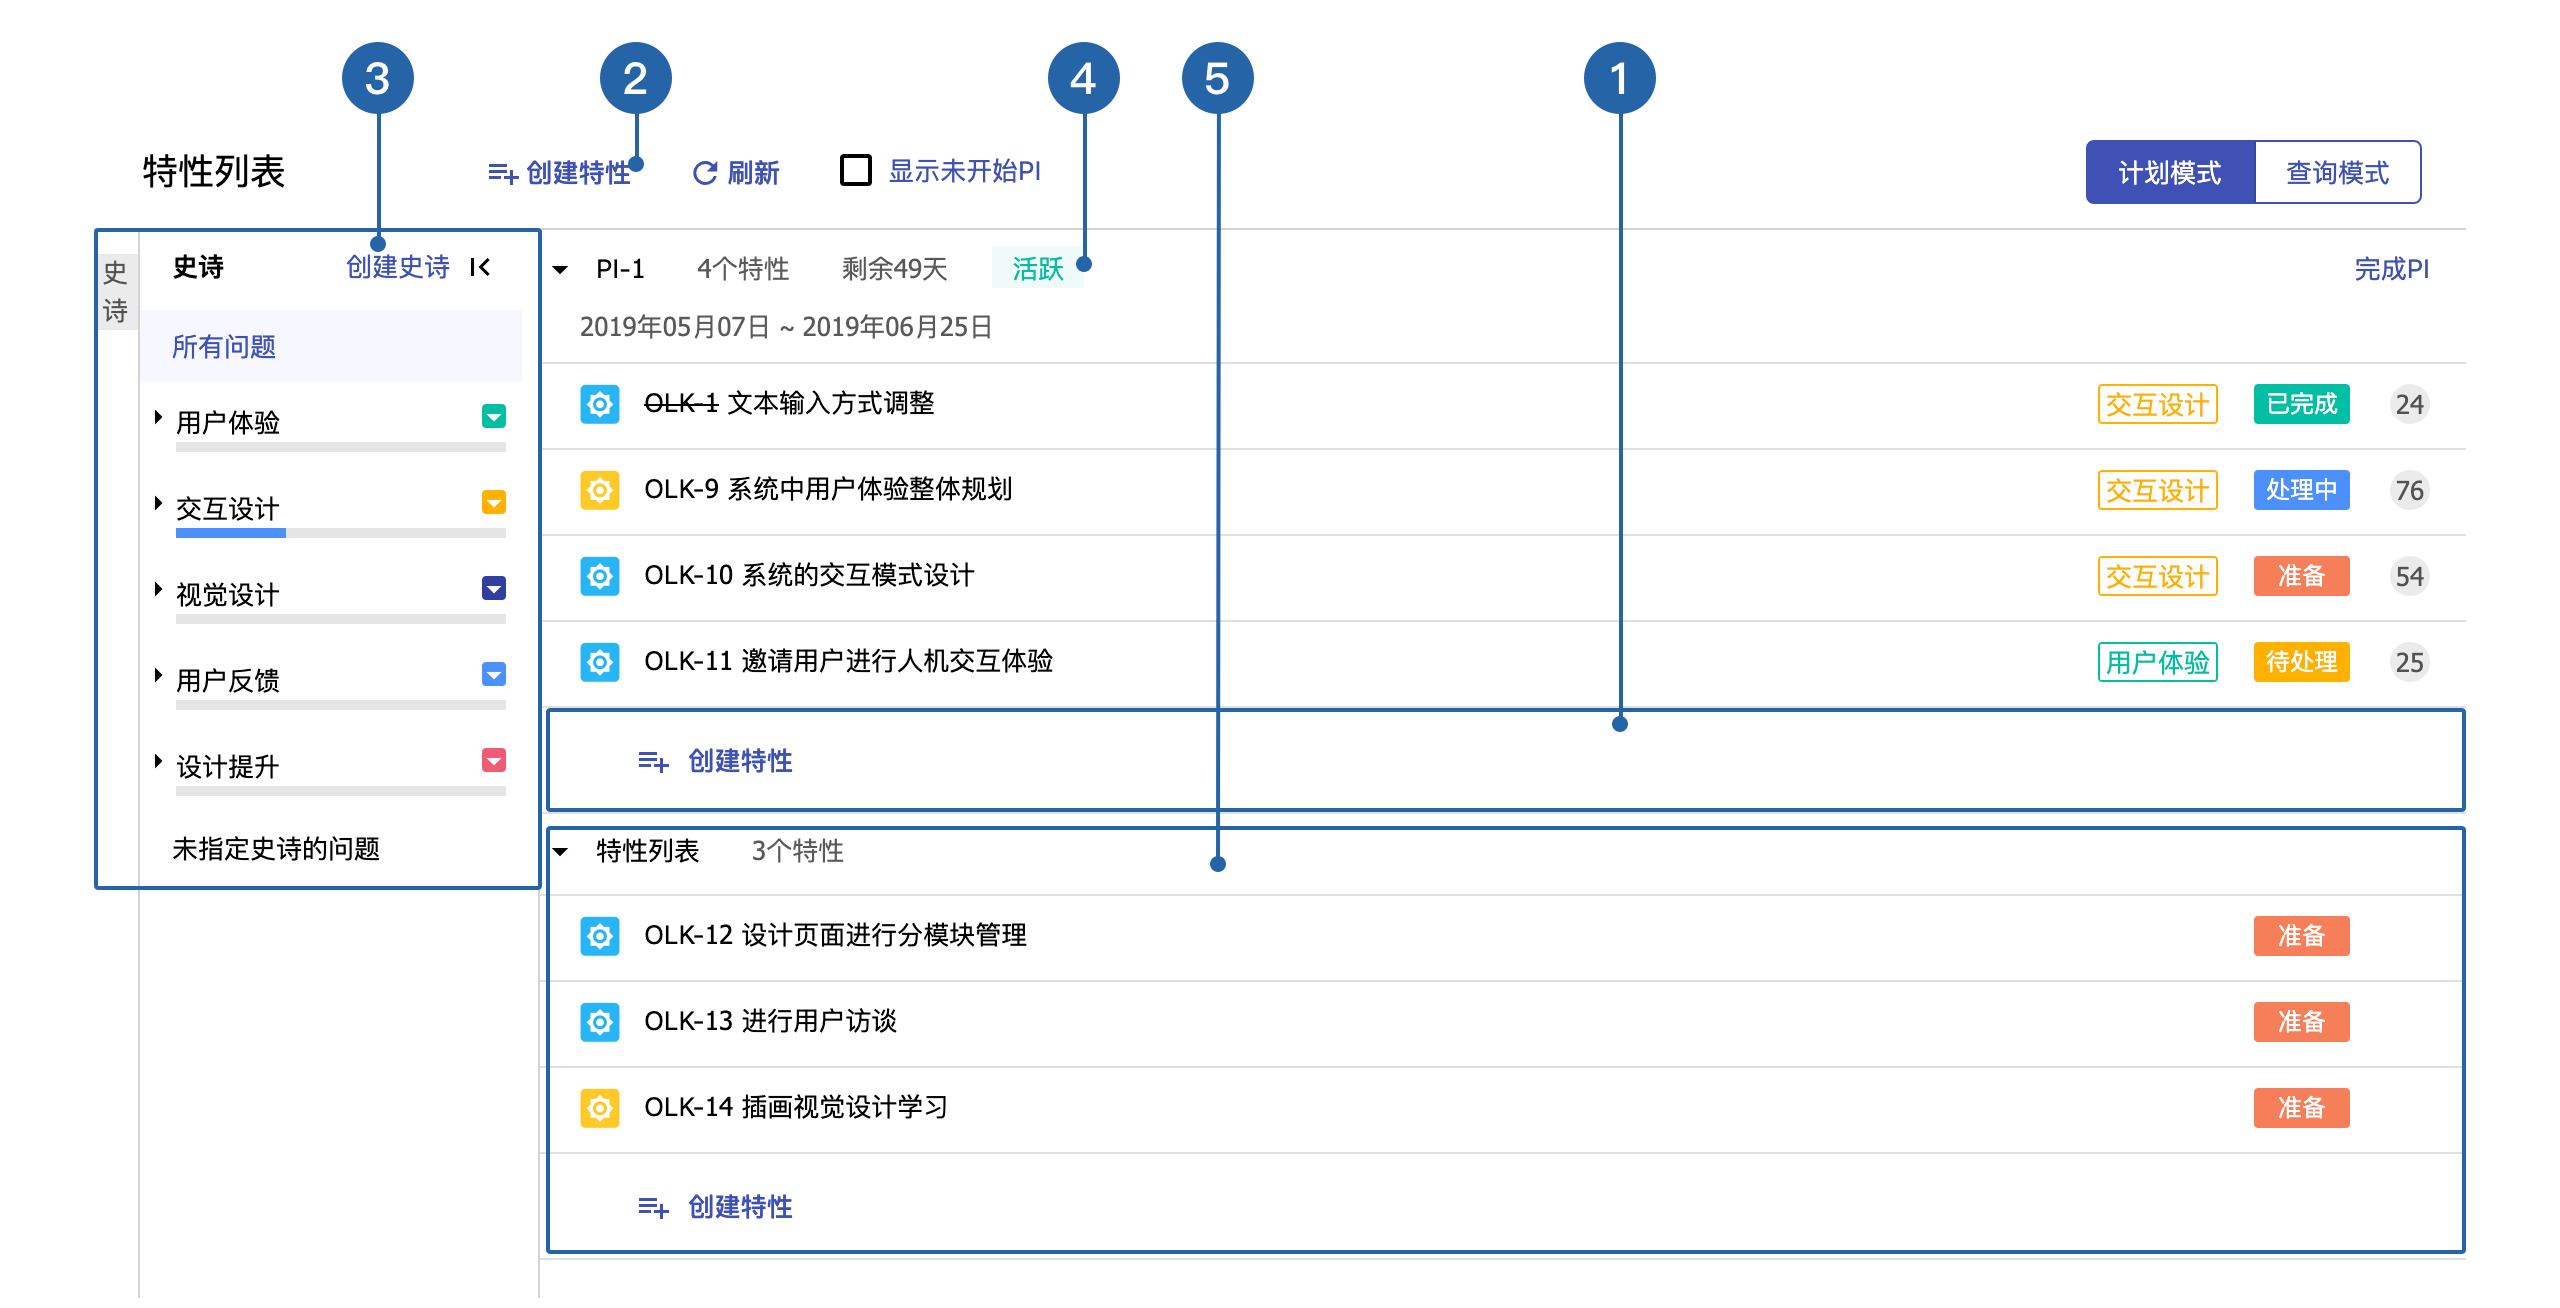 3 2 4 5 1
特性列表 创建特性 刷新 显示未开始PI 计划模式 查询模式
史诗
史诗 创建史诗
所有问题
用户体验
交互设计
视觉设计
用户反馈
设计提升
未指定史诗的问题
PI-1 4个特性 剩余49天 活跃 完成PI
2019年05月07日 ~ 2019年06月25日
OLK-1 文本输入方式调整 交互设计 已完成 24
OLK-9 系统中用户体验整体规划 交互设计 处理中 76
OLK-10 系统的交互模式设计 交互设计 准备 54
OLK-11 邀请用户进行人机交互体验 用户体验 待处理 25
创建特性
特性列表 3个特性
OLK-12 设计页面进行分模块管理 准备
OLK-13 进行用户访谈 准备
OLK-14 插画视觉设计学习 准备
创建特性